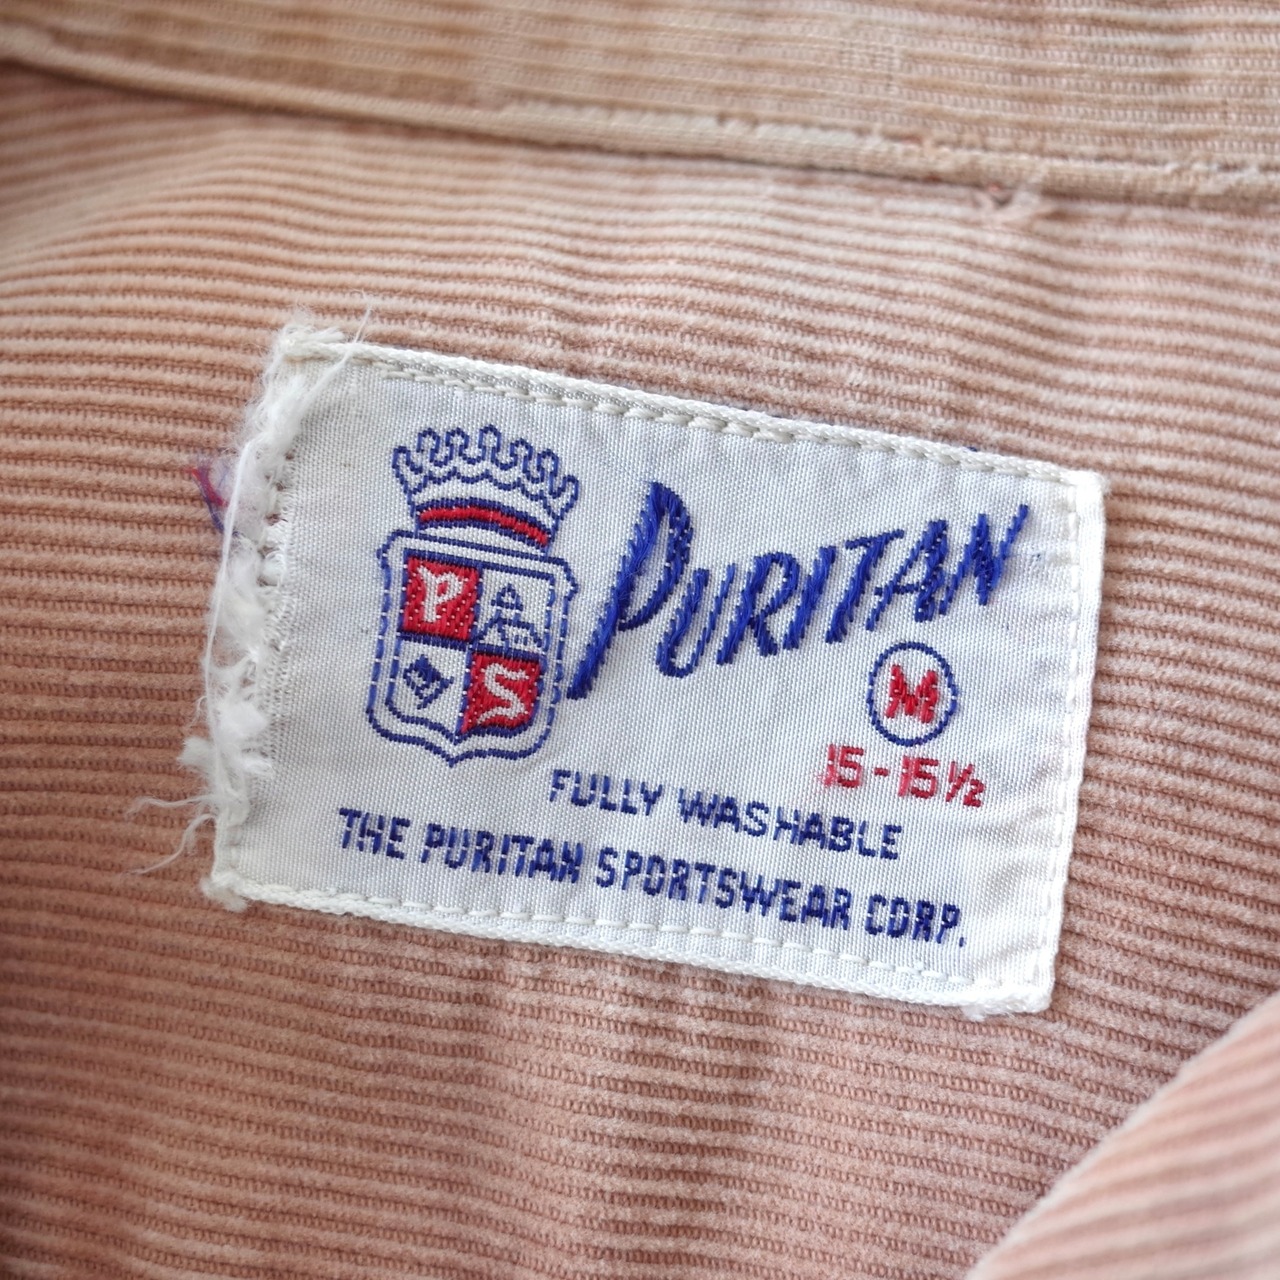 P
S
PURITAN
M
15-15½
FULLY WASHABLE
THE PURITAN SPORTSWEAR CORP.